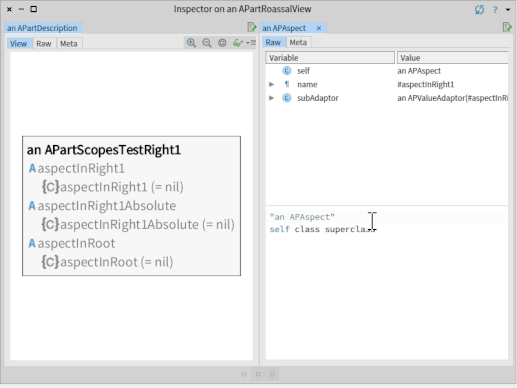 Inspector on an APartRoassalView
an APartDescription
View Raw Meta
an APartScopesTestRight1
A aspectInRight1
{C} aspectInRight1 (= nil)
A aspectInRight1Absolute
{C} aspectInRight1Absolute (= nil)
A aspectInRoot
{C} aspectInRoot (= nil)
an APAspect
Raw Meta
Variable Value
self an APAspect
name #aspectInRight1
subAdaptor an APValueAdaptor(#aspectInRi
"an APAspect"
self class superclass